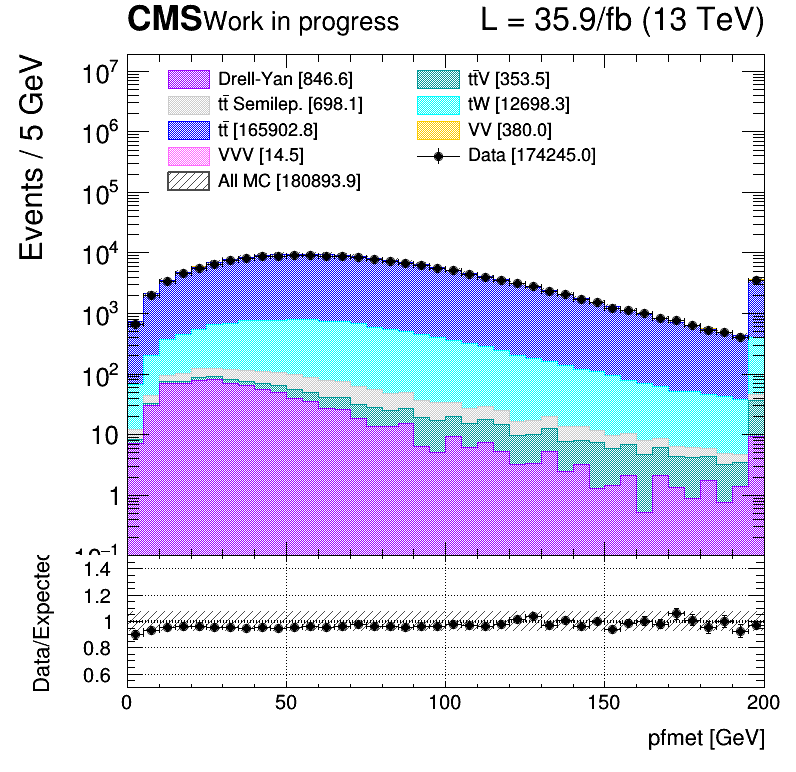 CMS Work in progress L = 35.9/fb (13 TeV)
Events / 5 GeV
Drell-Yan [846.6]
tt̄ Semilep. [698.1]
tt̄ [165902.8]
VVV [14.5]
All MC [180893.9]
tt̄V [353.5]
tW [12698.3]
VV [380.0]
Data [174245.0]
10⁷
10⁶
10⁵
10⁴
10³
10²
10
1
10⁻¹
Data/Expected
1.4
1.2
1
0.8
0.6
0 50 100 150 200
pfmet [GeV]